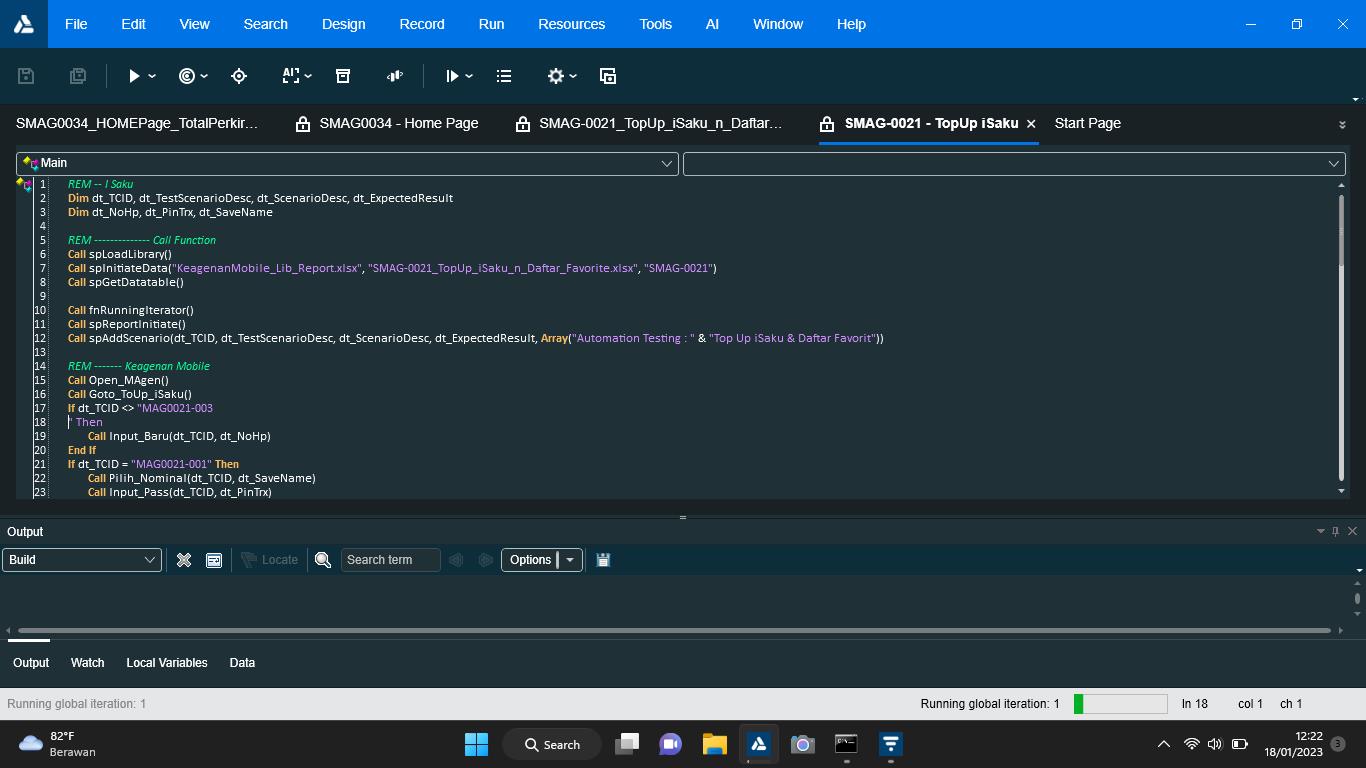 File Edit View Search Design Record Run Resources Tools AI Window Help
SMAG0034_HOMEPage_TotalPerkir... SMAG0034 - Home Page SMAG-0021_TopUp_iSaku_n_Daftar... SMAG-0021 - TopUp iSaku Start Page
Main
1 REM -- I Saku
2 Dim dt_TCID, dt_TestScenarioDesc, dt_ScenarioDesc, dt_ExpectedResult
3 Dim dt_NoHp, dt_PinTrx, dt_SaveName
4
5 REM -------------- Call Function
6 Call spLoadLibrary()
7 Call spInitiateData("KeagenanMobile_Lib_Report.xlsx", "SMAG-0021_TopUp_iSaku_n_Daftar_Favorite.xlsx", "SMAG-0021")
8 Call spGetDatatable()
9
10 Call fnRunningIterator()
11 Call spReportInitiate()
12 Call spAddScenario(dt_TCID, dt_TestScenarioDesc, dt_ScenarioDesc, dt_ExpectedResult, Array("Automation Testing : " & "Top Up iSaku & Daftar Favorit"))
13
14 REM ------- Keagenan Mobile
15 Call Open_MAgen()
16 Call Goto_ToUp_iSaku()
17 If dt_TCID <> "MAG0021-003
18 " Then
19 Call Input_Baru(dt_TCID, dt_NoHp)
20 End If
21 If dt_TCID = "MAG0021-001" Then
22 Call Pilih_Nominal(dt_TCID, dt_SaveName)
23 Call Input_Pass(dt_TCID, dt_PinTrx)
Output
Build Locate Search term Options
Output Watch Local Variables Data
Running global iteration: 1 Running global iteration: 1 ln 18 col 1 ch 1
82°F
Berawan
Search
12:22
18/01/2023
3